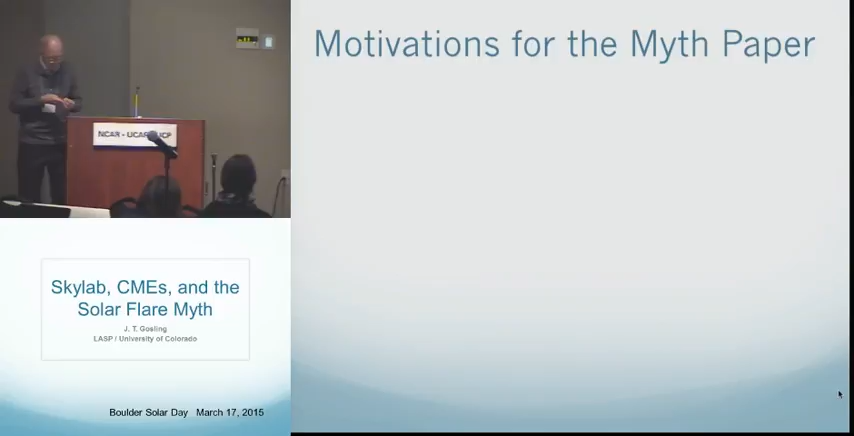 Motivations for the Myth Paper
NCAR - UCAR - UCP
Skylab, CMEs, and the
Solar Flare Myth
J. T. Gosling
LASP / University of Colorado
Boulder Solar Day March 17, 2015